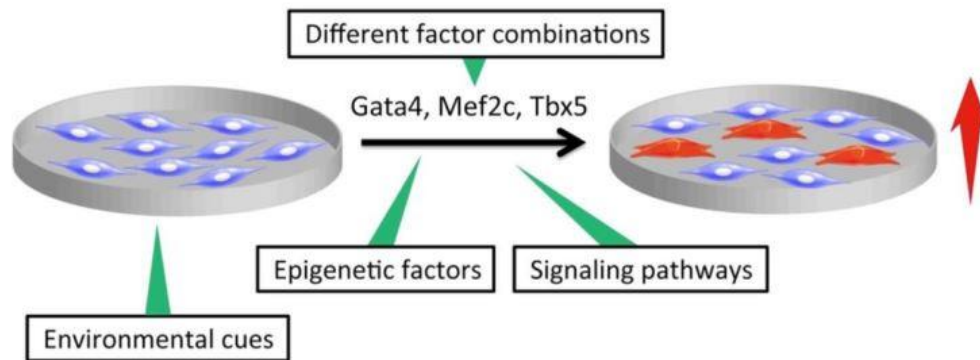 Different factor combinations
Gata4, Mef2c, Tbx5
Epigenetic factors
Signaling pathways
Environmental cues